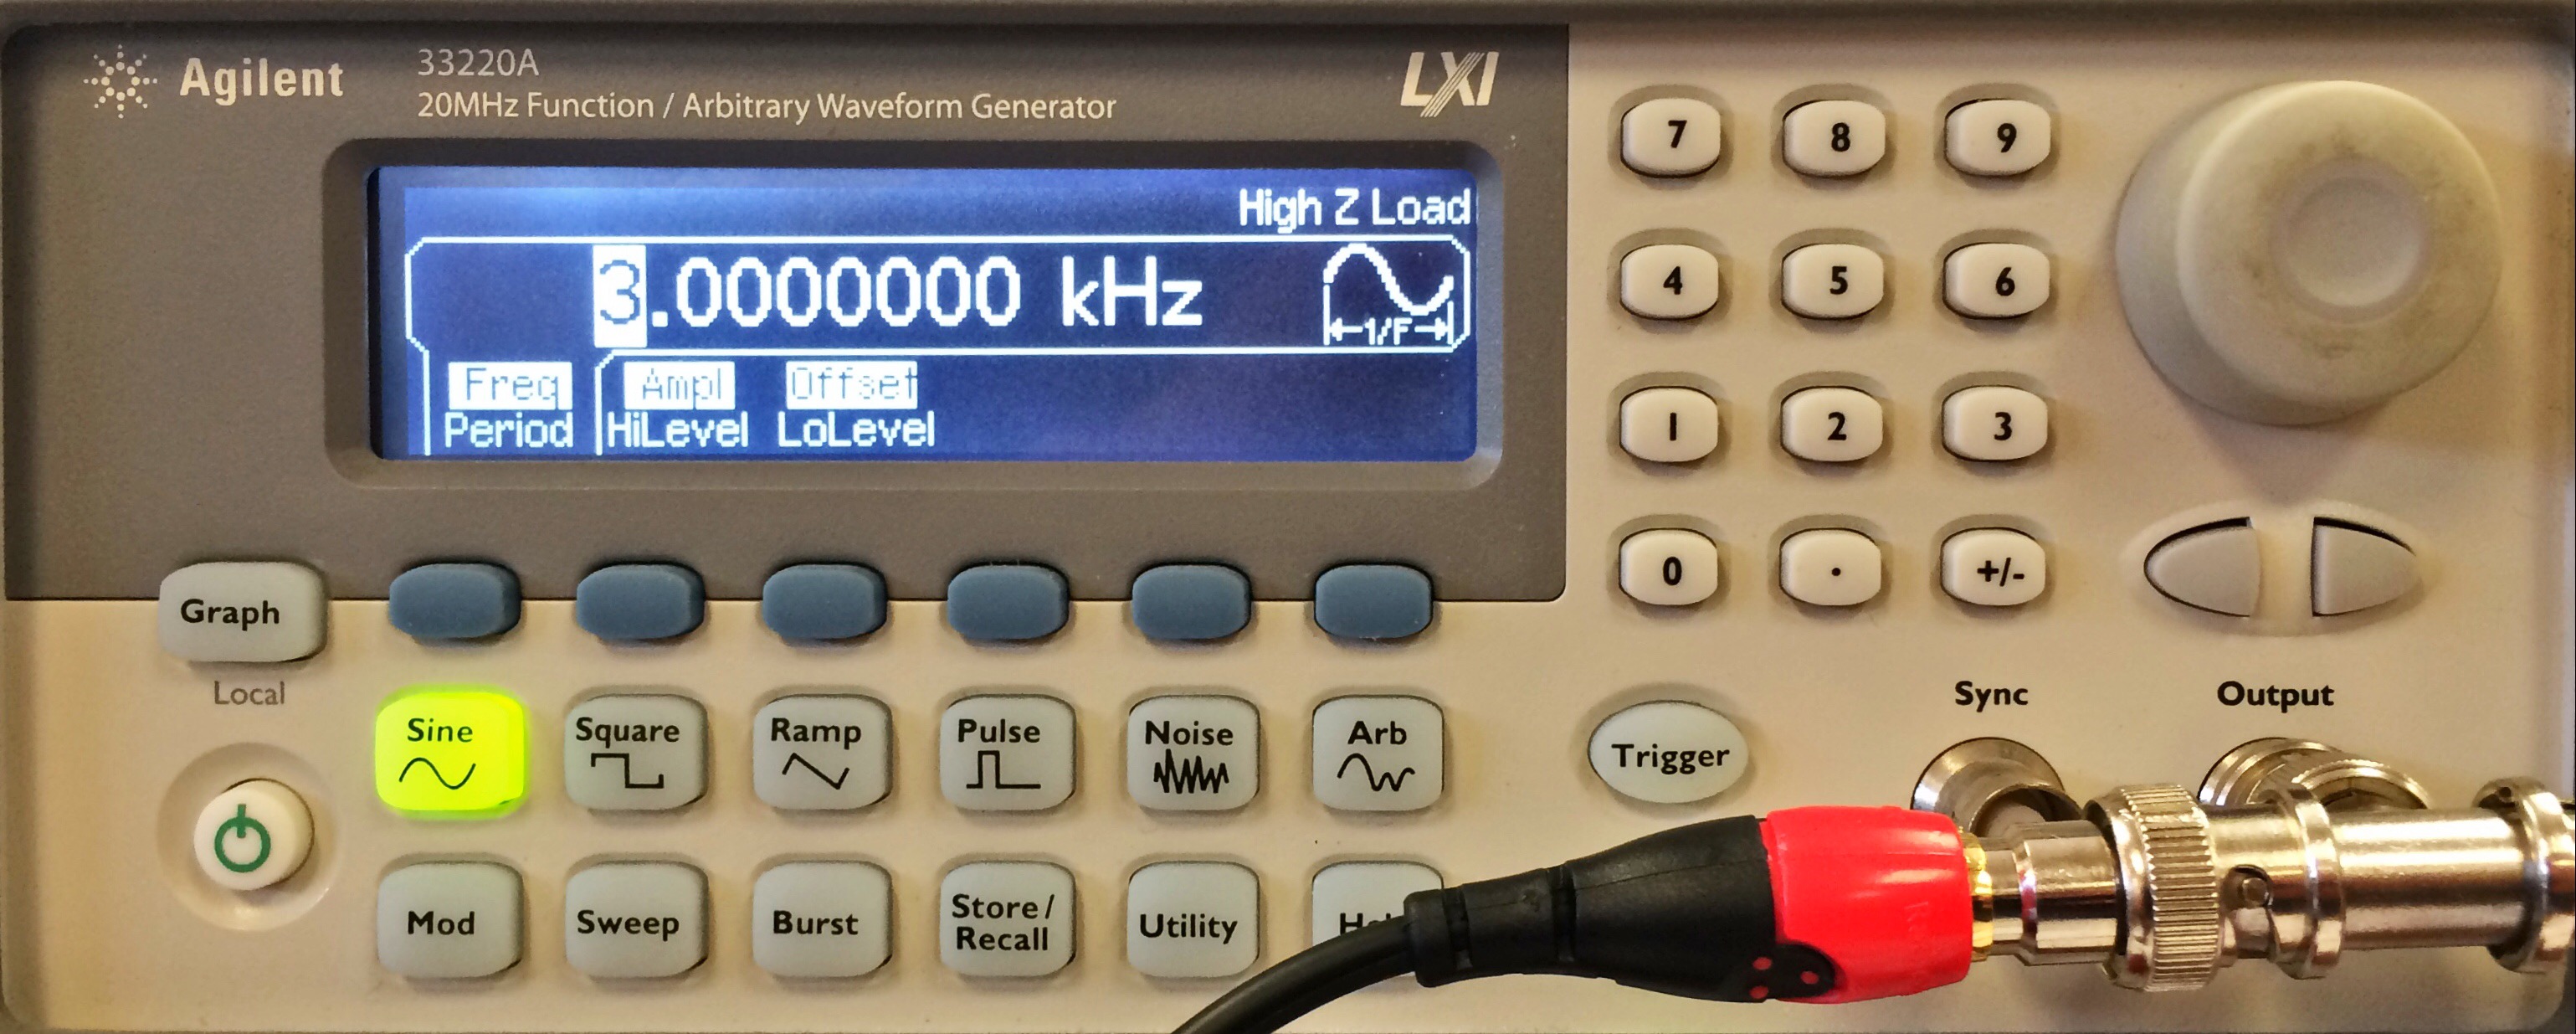 Agilent
33220A
20MHz Function / Arbitrary Waveform Generator
LXI
High Z Load
3.0000000 kHz
1/F
Freq Ampl Offset
Period HiLevel LoLevel
7 8 9
4 5 6
1 2 3
0 . +/-
Graph
Local
Sine Square Ramp Pulse Noise Arb
Trigger
Sync
Output
Mod Sweep Burst Store/
Recall Utility